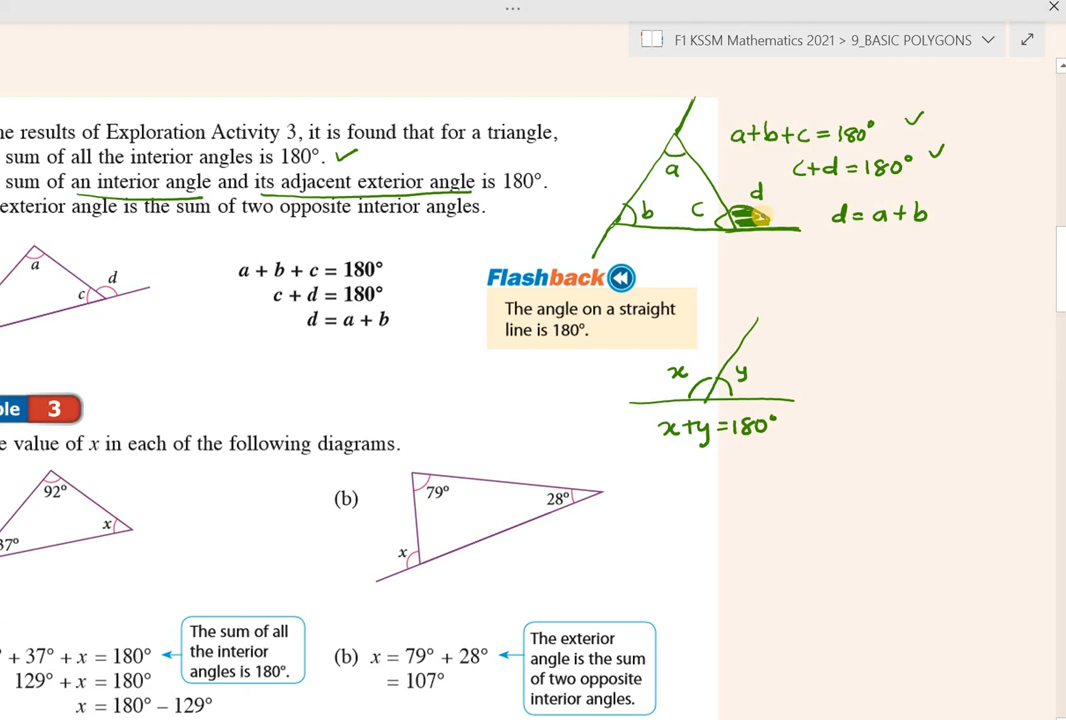 F1 KSSM Mathematics 2021 > 9_BASIC POLYGONS
ne results of Exploration Activity 3, it is found that for a triangle,
sum of all the interior angles is 180°. ✓
sum of an interior angle and its adjacent exterior angle is 180°.
exterior angle is the sum of two opposite interior angles.
a
b
c
d
a+b+c = 180° ✓
c+d = 180° ✓
d = a+b
a
c
d
a + b + c = 180°
c + d = 180°
d = a + b
Flashback
The angle on a straight
line is 180°.
x
y
x+y = 180°
ble 3
e value of x in each of the following diagrams.
92°
x
37°
(b)
79°
28°
x
° + 37° + x = 180°
129° + x = 180°
x = 180° – 129°
The sum of all
the interior
angles is 180°.
(b) x = 79° + 28°
= 107°
The exterior
angle is the sum
of two opposite
interior angles.